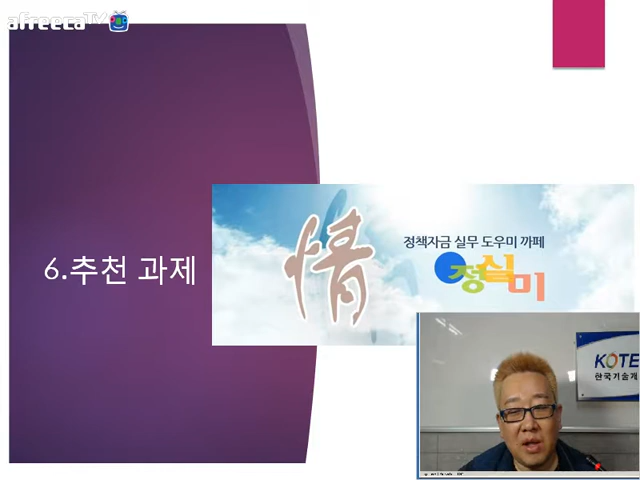 afreecaTV
6.추천 과제
情
정책자금 실무 도우미 까페
정실미
KOTE
한국기술개